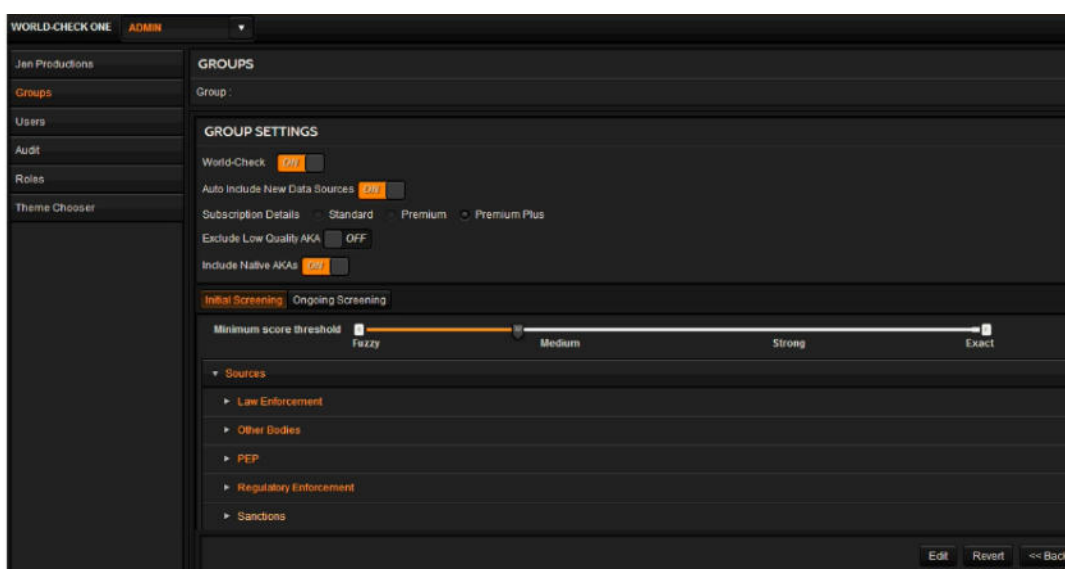 WORLD-CHECK ONE ADMIN
Jen Productions
Groups
Users
Audit
Roles
Theme Chooser
GROUPS
Group :
GROUP SETTINGS
World-Check ON
Auto Include New Data Sources ON
Subscription Details Standard Premium Premium Plus
Exclude Low Quality AKA OFF
Include Native AKAs ON
Initial Screening Ongoing Screening
Minimum score threshold
Fuzzy Medium Strong Exact
Sources
Law Enforcement
Other Bodies
PEP
Regulatory Enforcement
Sanctions
Edit Revert << Back